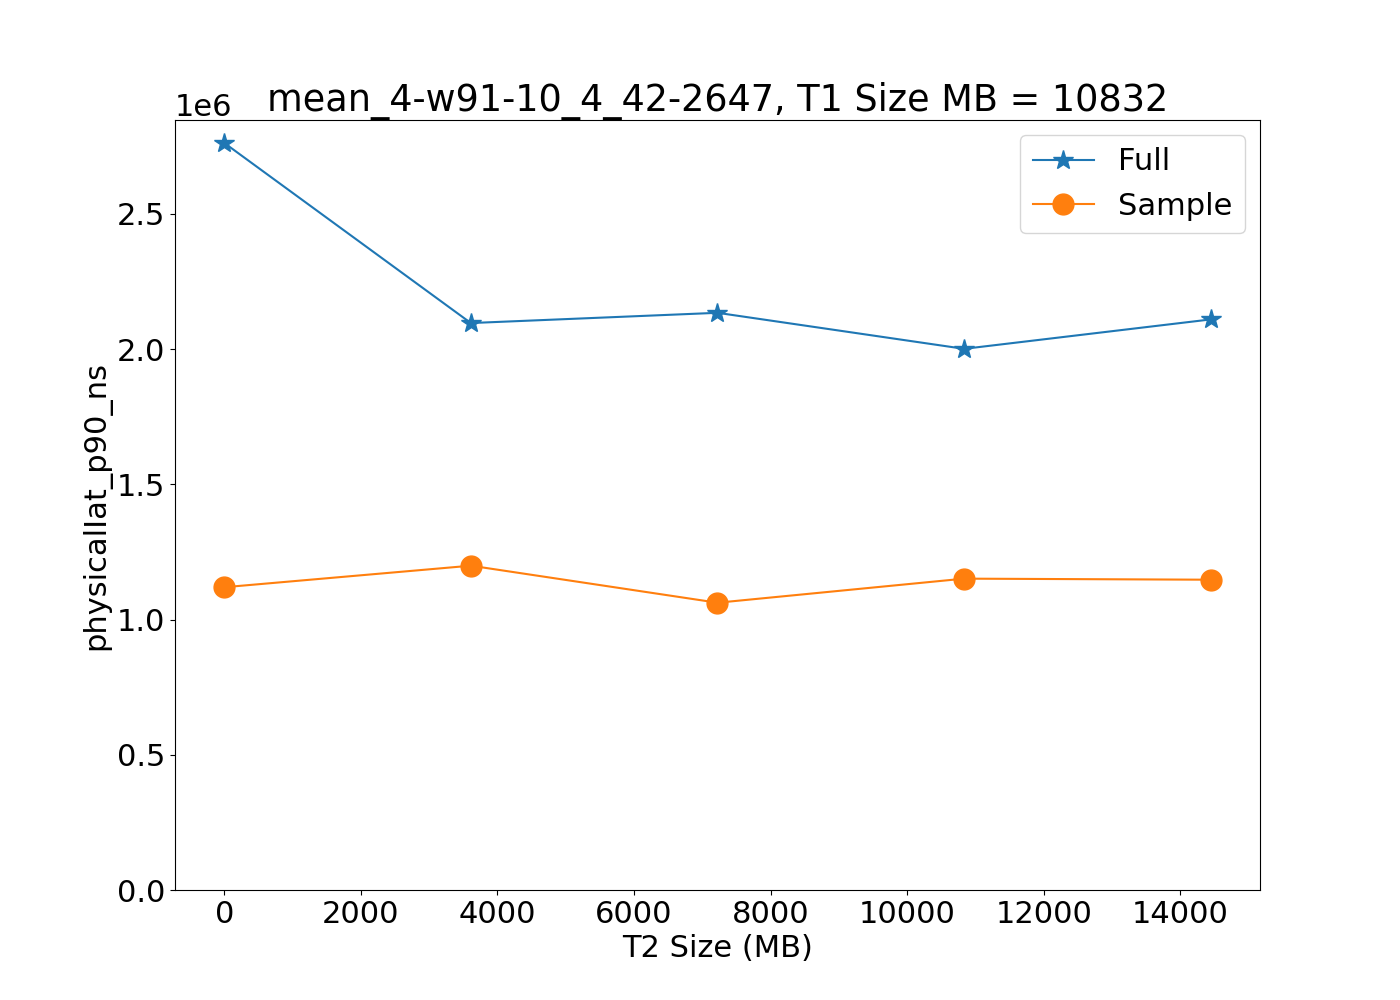 1e6
mean_4-w91-10_4_42-2647, T1 Size MB = 10832
Full
Sample
2.5
2.0
1.5
1.0
0.5
0.0
physicallat_p90_ns
0 2000 4000 6000 8000 10000 12000 14000
T2 Size (MB)